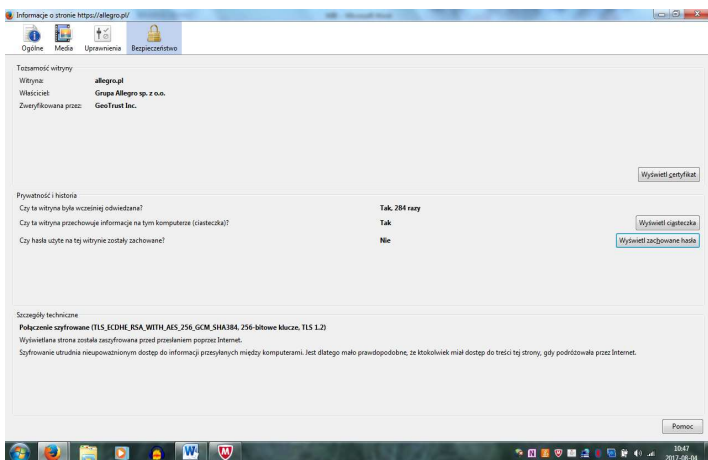 Informacje o stronie https://allegro.pl/
Ogólne Media Uprawnienia Bezpieczeństwo
Tożsamość witryny
Witryna: allegro.pl
Właściciel: Grupa Allegro sp. z o.o.
Zweryfikowana przez: GeoTrust Inc.
Wyświetl certyfikat
Prywatność i historia
Czy ta witryna była wcześniej odwiedzana? Tak, 284 razy
Czy ta witryna przechowuje informacje na tym komputerze (ciasteczka)? Tak Wyświetl ciasteczka
Czy hasła użyte na tej witrynie zostały zachowane? Nie Wyświetl zachowane hasła
Szczegóły techniczne
Połączenie szyfrowane (TLS_ECDHE_RSA_WITH_AES_256_GCM_SHA384, 256-bitowe klucze, TLS 1.2)
Wyświetlana strona została zaszyfrowana przed przesłaniem poprzez Internet.
Szyfrowanie utrudnia nieupoważnionym dostęp do informacji przesyłanych między komputerami. Jest dlatego mało prawdopodobne, że ktokolwiek miał dostęp do treści tej strony, gdy podróżowała przez Internet.
Pomoc
10:47
2017-08-04